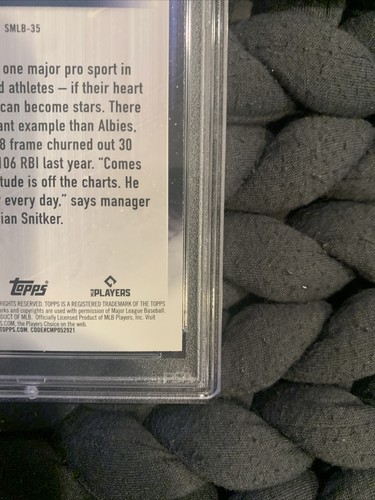 SMLB-35
one major pro sport in
d athletes — if their heart
can become stars. There
ant example than Albies,
8 frame churned out 30
106 RBI last year. "Comes
tude is off the charts. He
every day," says manager
ian Snitker.
TOPPS
MLB PLAYERS
RIGHTS RESERVED. TOPPS IS A REGISTERED TRADEMARK OF THE TOPPS
arks and copyrights are used with permission of Major League Baseball
ODUCT OF MLB. Officially Licensed Product of MLB Players, Inc. Visit
S.COM, the Players Choice on the web.
TOPPS.COM. CODE#CMP052921